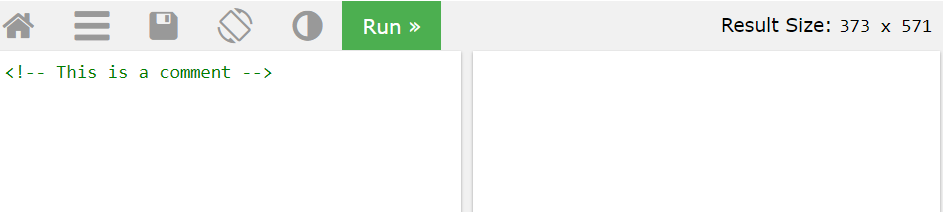 Run »
Result Size: 373 x 571
<!-- This is a comment -->